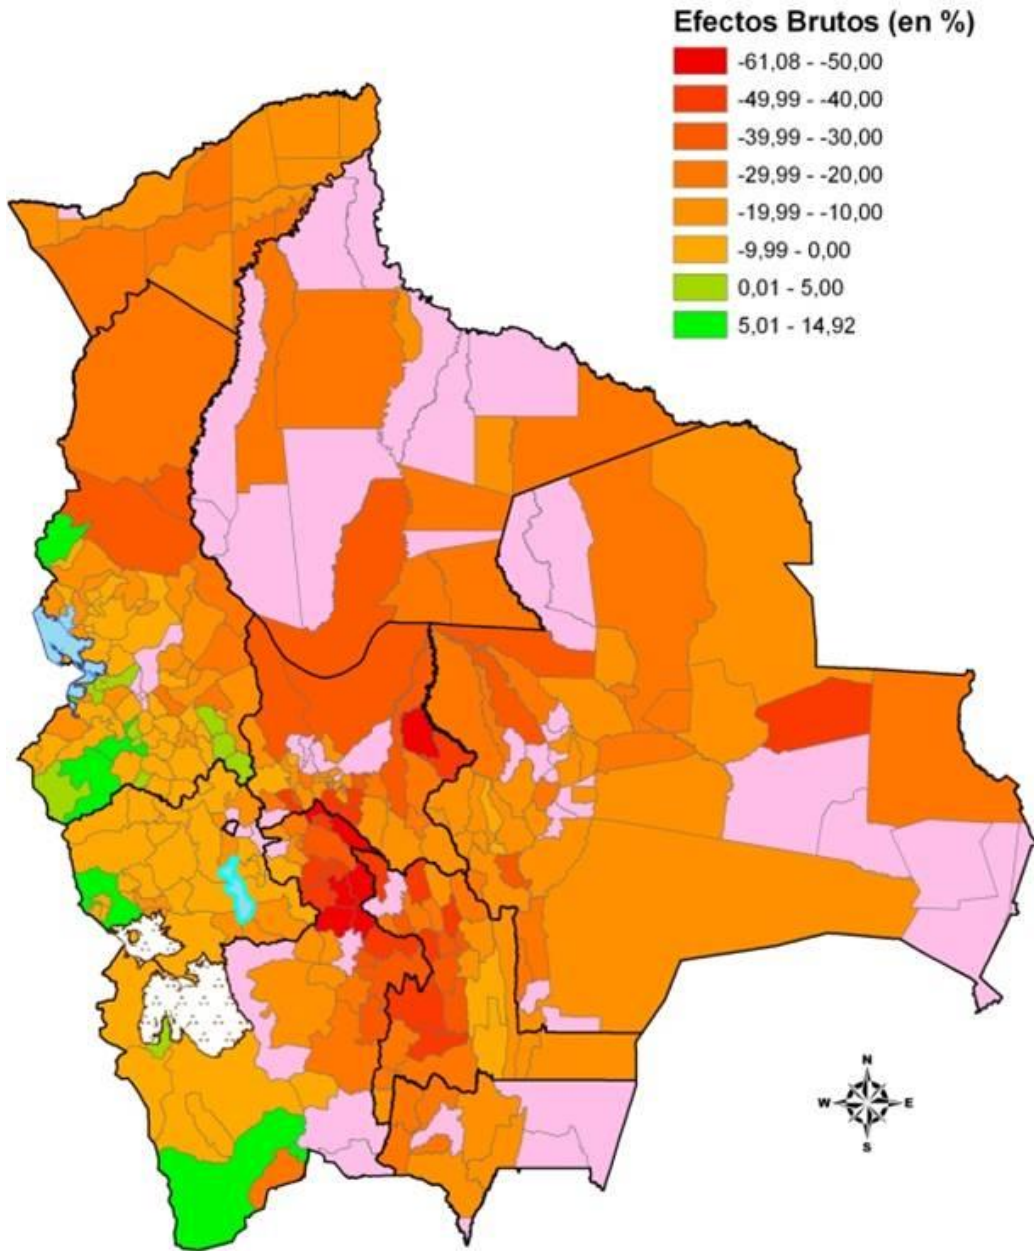 Efectos Brutos (en %)
-61,08 - -50,00
-49,99 - -40,00
-39,99 - -30,00
-29,99 - -20,00
-19,99 - -10,00
-9,99 - 0,00
0,01 - 5,00
5,01 - 14,92
N
W E
S